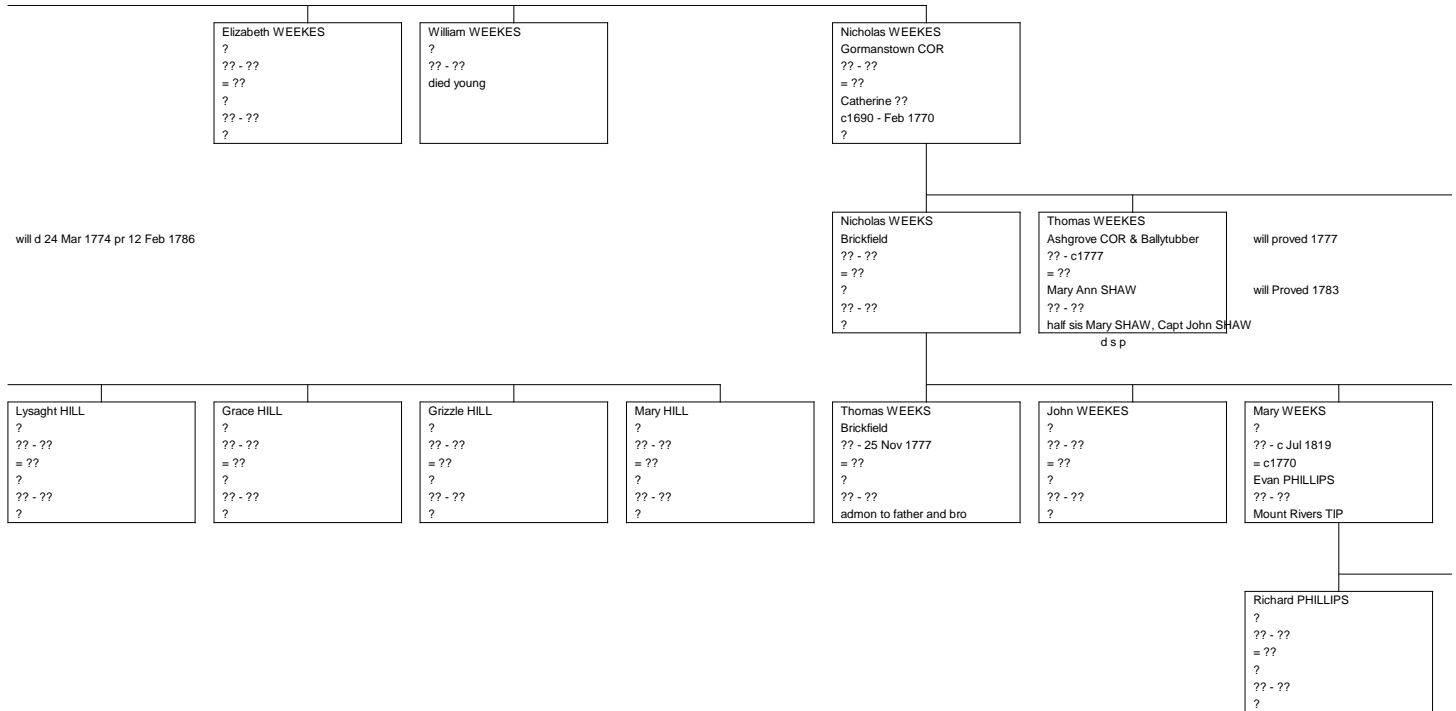 Elizabeth WEEKES
?
?? - ??
= ??
?
?? - ??
?
William WEEKES
?
?? - ??
died young
Nicholas WEEKES
Gormanstown COR
?? - ??
= ??
Catherine ??
c1690 - Feb 1770
?
will d 24 Mar 1774 pr 12 Feb 1786
Nicholas WEEKS
Brickfield
?? - ??
= ??
?
?? - ??
?
Thomas WEEKES
Ashgrove COR & Ballytubber
?? - c1777
= ??
Mary Ann SHAW
?? - ??
half sis Mary SHAW, Capt John SHAW
d s p
will proved 1777
will Proved 1783
Lysaght HILL
?
?? - ??
= ??
?
?? - ??
?
Grace HILL
?
?? - ??
= ??
?
?? - ??
?
Grizzle HILL
?
?? - ??
= ??
?
?? - ??
?
Mary HILL
?
?? - ??
= ??
?
?? - ??
?
Thomas WEEKS
Brickfield
?? - 25 Nov 1777
= ??
?
?? - ??
admon to father and bro
John WEEKES
?
?? - ??
= ??
?
?? - ??
?
Mary WEEKS
?
?? - c Jul 1819
= c1770
Evan PHILLIPS
?? - ??
Mount Rivers TIP
Richard PHILLIPS
?
?? - ??
= ??
?
?? - ??
?